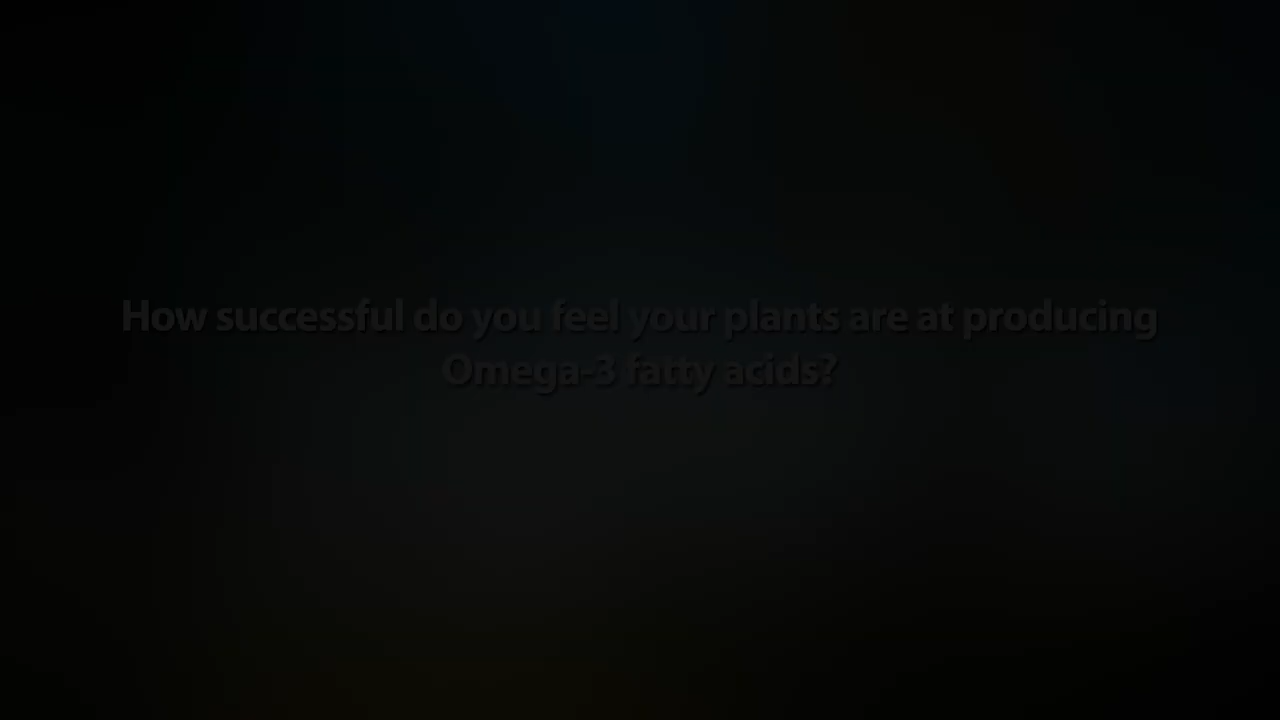 How successful do you feel your plants are at producing
Omega-3 fatty acids?